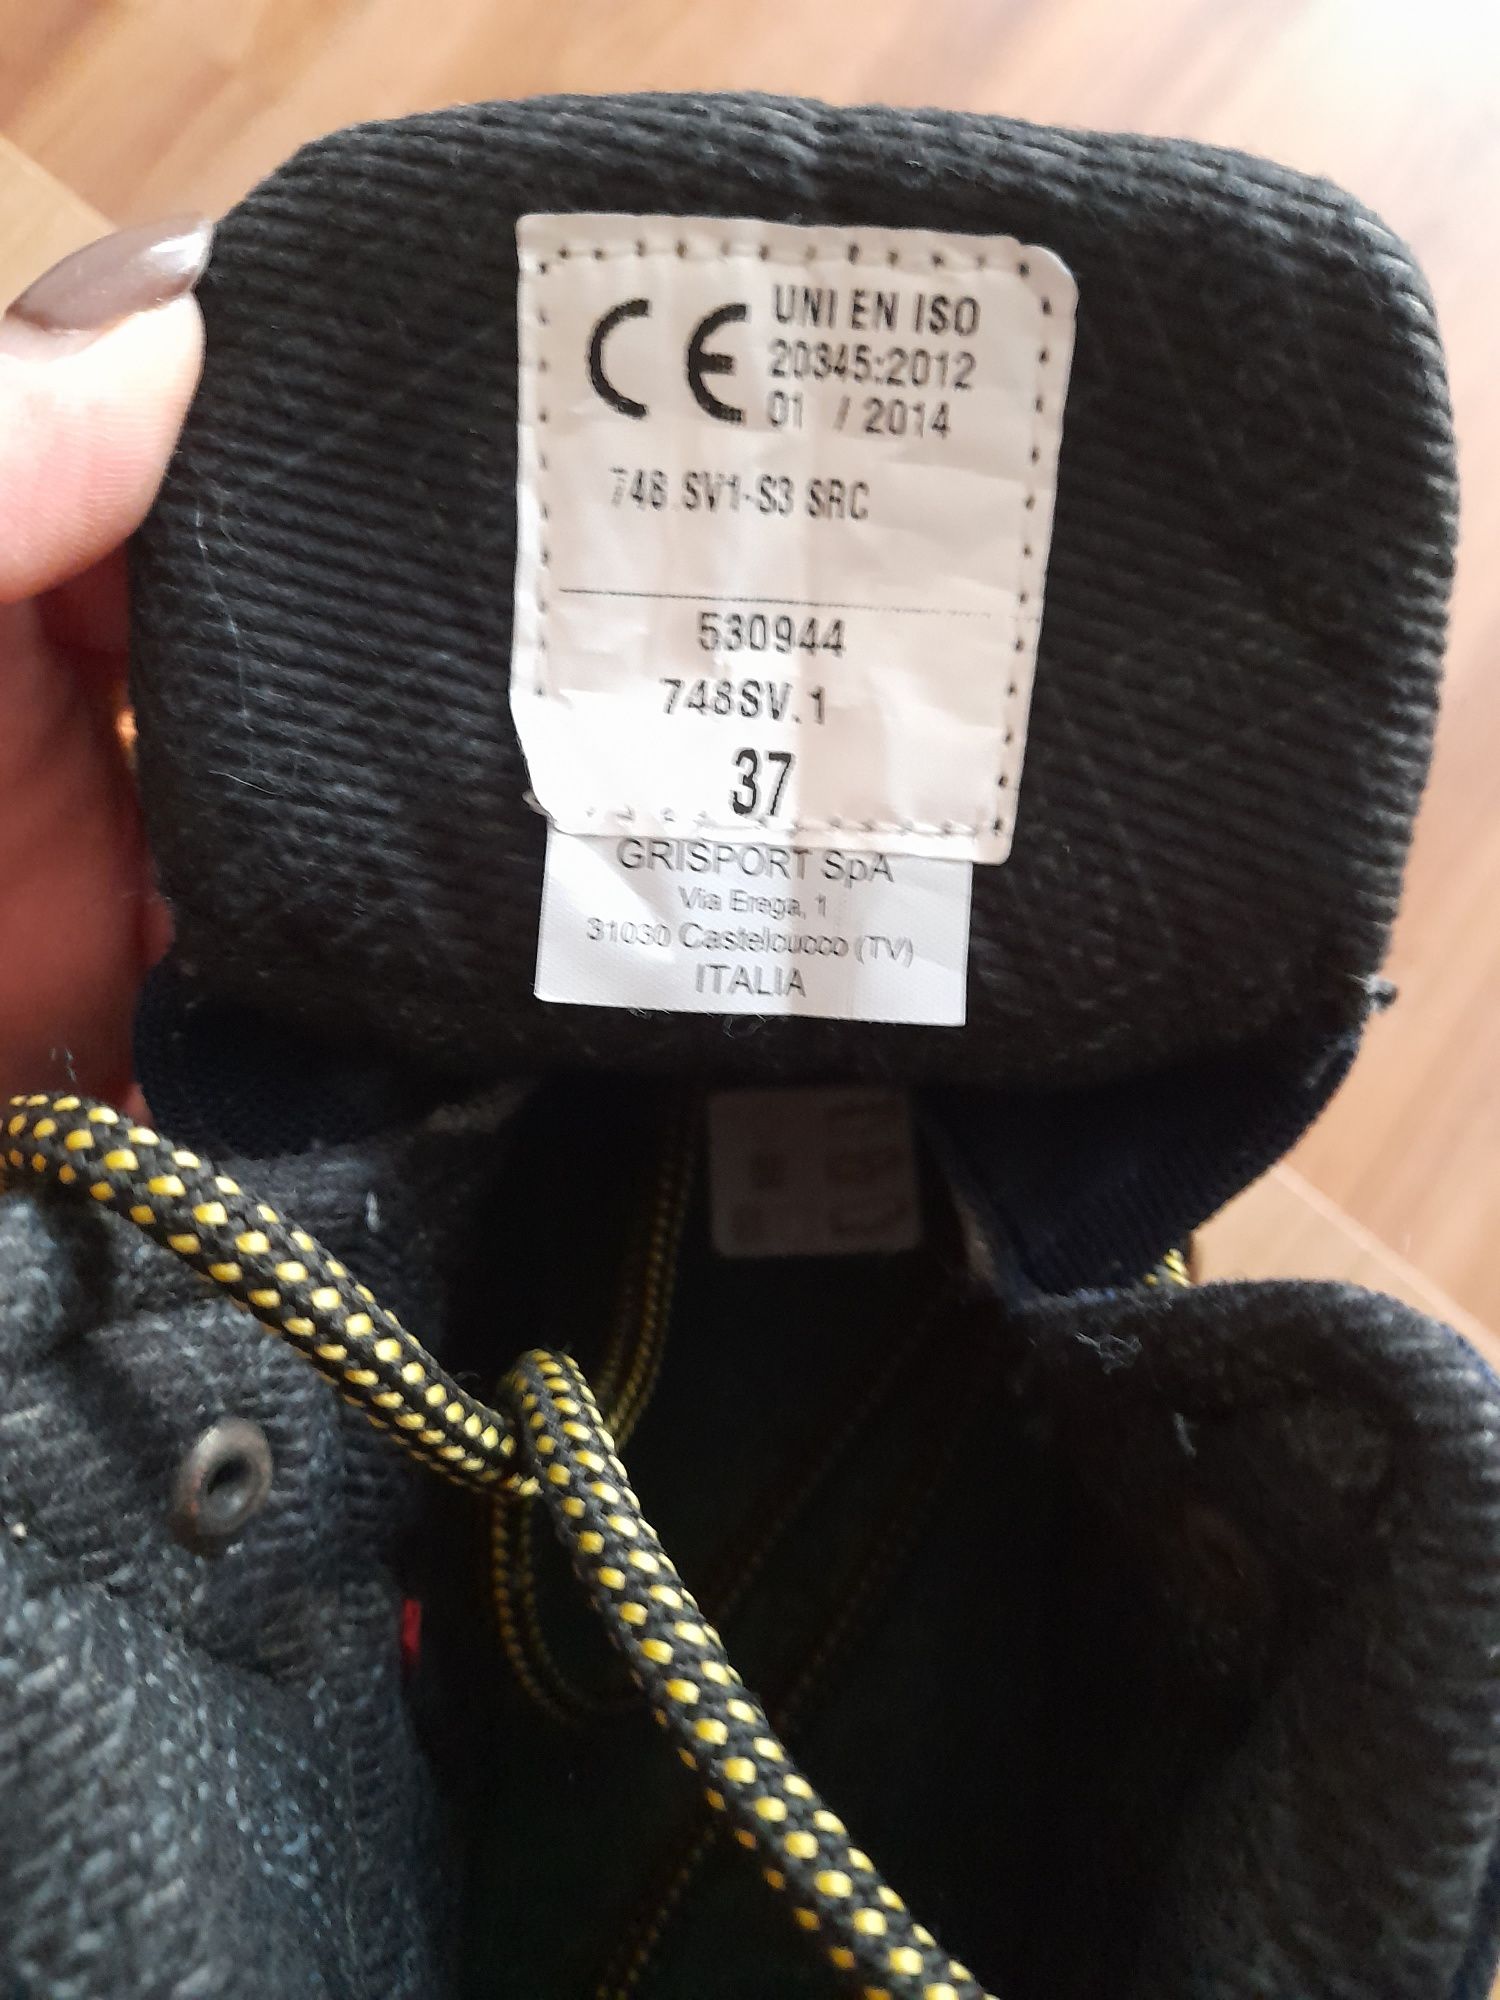 CE UNI EN ISO
20345:2012
01 / 2014
748 SV1-S3 SRC
530944
748SV.1
37
GRISPORT SpA
Via Erega, 1
31030 Castelcucco (TV)
ITALIA